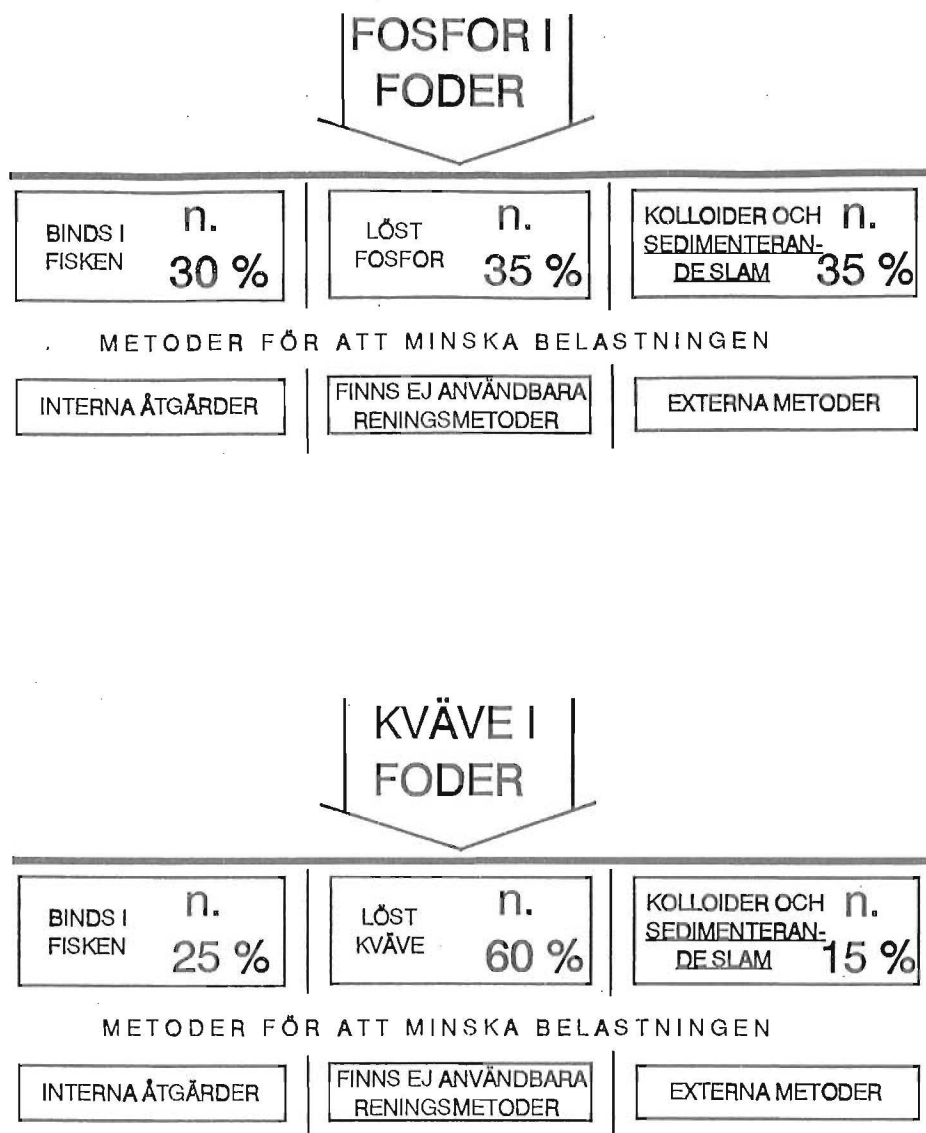 FOSFOR I
FODER
BINDS I
FISKEN
n.
30 %
LÖST
FOSFOR
n.
35 %
KOLLOIDER OCH
SEDIMENTERAN-
DE SLAM
n.
35 %
METODER FÖR ATT MINSKA BELASTNINGEN
INTERNA ÅTGÄRDER
FINNS EJ ANVÄNDBARA
RENINGSMETODER
EXTERNA METODER
KVÄVE I
FODER
BINDS I
FISKEN
n.
25 %
LÖST
KVÄVE
n.
60 %
KOLLOIDER OCH
SEDIMENTERAN-
DE SLAM
n.
15 %
METODER FÖR ATT MINSKA BELASTNINGEN
INTERNA ÅTGÄRDER
FINNS EJ ANVÄNDBARA
RENINGSMETODER
EXTERNA METODER